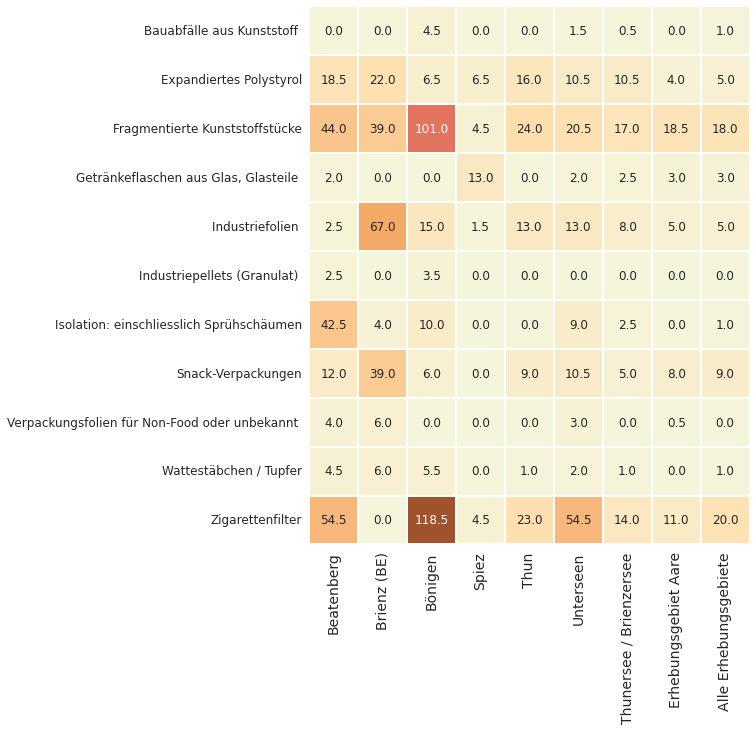 Bauabfälle aus Kunststoff 0.0 0.0 4.5 0.0 0.0 1.5 0.5 0.0 1.0
Expandiertes Polystyrol 18.5 22.0 6.5 6.5 16.0 10.5 10.5 4.0 5.0
Fragmentierte Kunststoffstücke 44.0 39.0 101.0 4.5 24.0 20.5 17.0 18.5 18.0
Getränkeflaschen aus Glas, Glasteile 2.0 0.0 0.0 13.0 0.0 2.0 2.5 3.0 3.0
Industriefolien 2.5 67.0 15.0 1.5 13.0 13.0 8.0 5.0 5.0
Industriepellets (Granulat) 2.5 0.0 3.5 0.0 0.0 0.0 0.0 0.0 0.0
Isolation: einschliesslich Sprühschäumen 42.5 4.0 10.0 0.0 0.0 9.0 2.5 0.0 1.0
Snack-Verpackungen 12.0 39.0 6.0 0.0 9.0 10.5 5.0 8.0 9.0
Verpackungsfolien für Non-Food oder unbekannt 4.0 6.0 0.0 0.0 0.0 3.0 0.0 0.5 0.0
Wattestäbchen / Tupfer 4.5 6.0 5.5 0.0 1.0 2.0 1.0 0.0 1.0
Zigarettenfilter 54.5 0.0 118.5 4.5 23.0 54.5 14.0 11.0 20.0
Beatenberg
Brienz (BE)
Bönigen
Spiez
Thun
Unterseen
Thunersee / Brienzersee
Erhebungsgebiet Aare
Alle Erhebungsgebiete